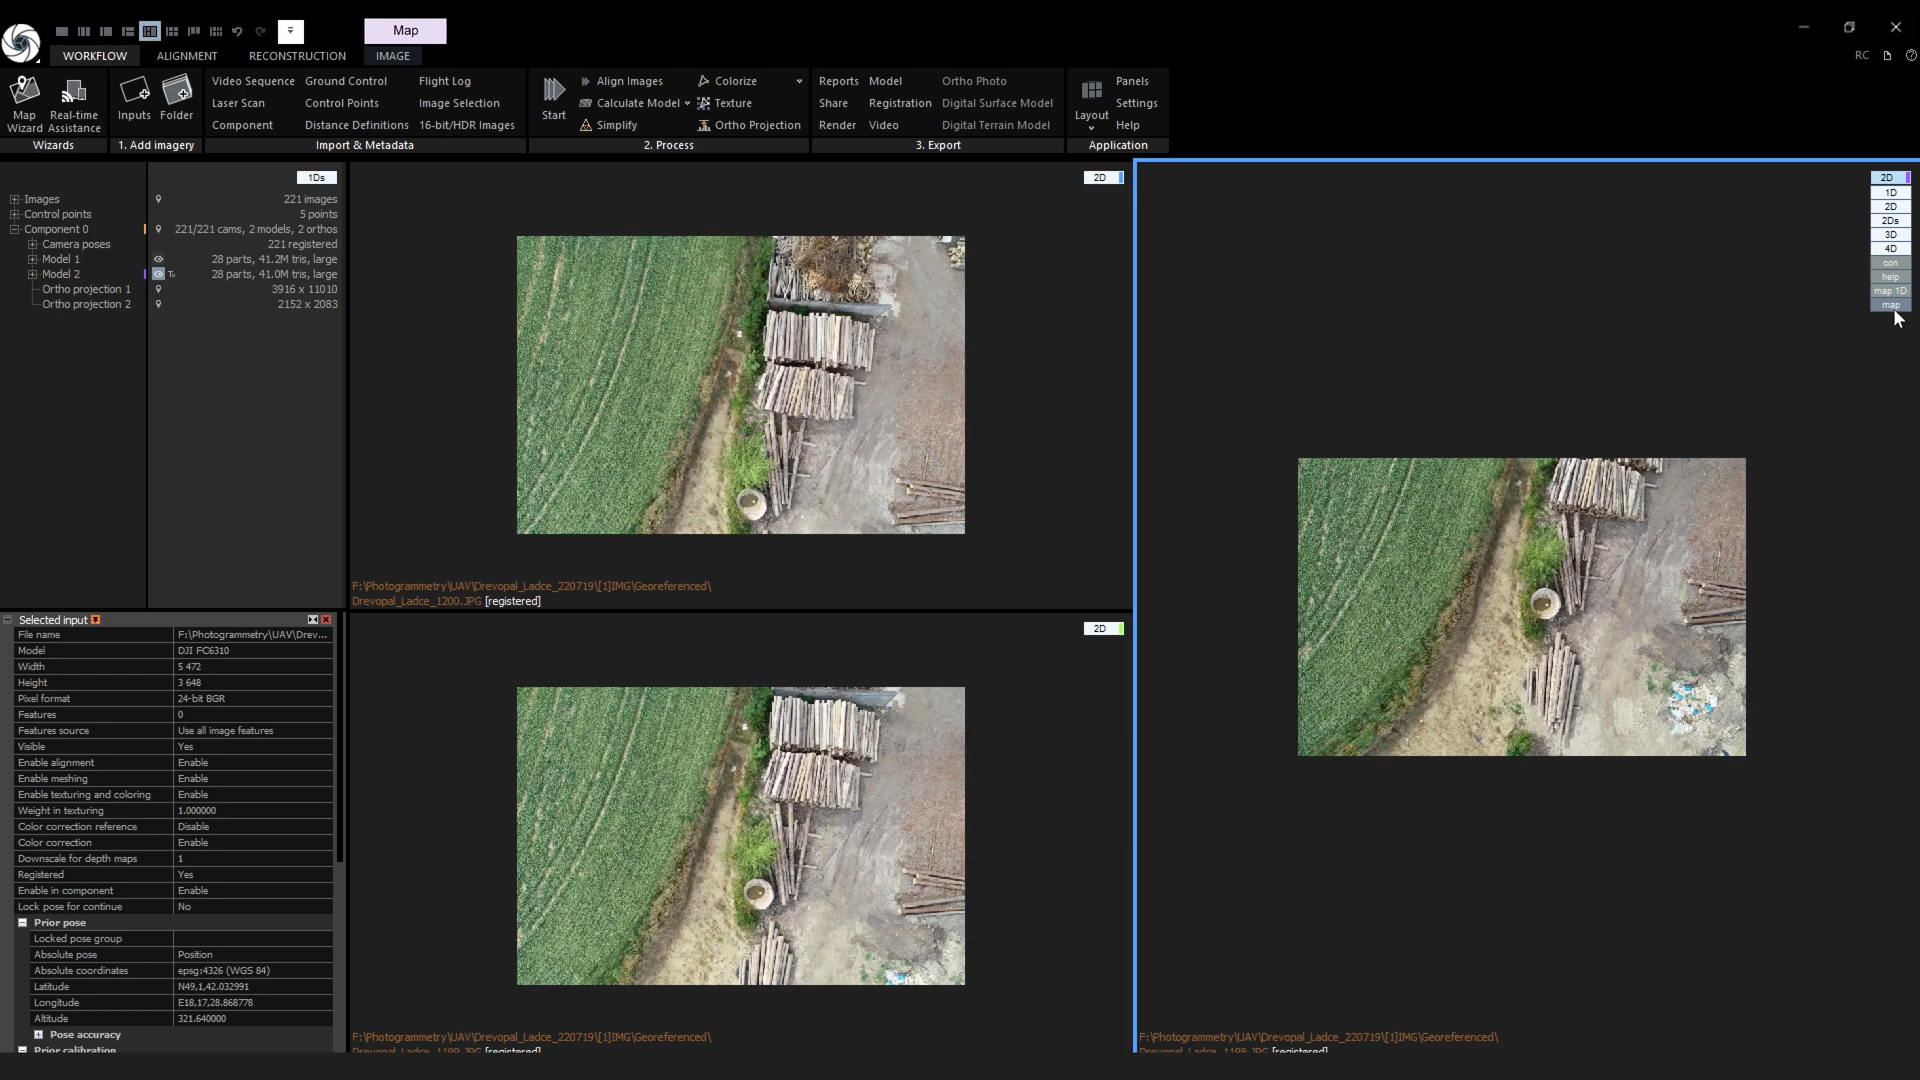 Map
WORKFLOW
ALIGNMENT
RECONSTRUCTION
IMAGE
RC
Map Wizard
Real-time Assistance
Wizards
Inputs
Folder
1. Add imagery
Video Sequence
Ground Control
Flight Log
Laser Scan
Control Points
Image Selection
Component
Distance Definitions
16-bit/HDR Images
Import & Metadata
Start
Align Images
Calculate Model
Simplify
Colorize
Texture
Ortho Projection
2. Process
Reports
Model
Ortho Photo
Share
Registration
Digital Surface Model
Render
Video
Digital Terrain Model
3. Export
Layout
Panels
Settings
Help
Application
1Ds
Images 221 images
Control points 5 points
Component 0 221/221 cams, 2 models, 2 orthos
Camera poses 221 registered
Model 1 28 parts, 41.2M tris, large
Model 2 28 parts, 41.0M tris, large
Ortho projection 1 3916 x 11010
Ortho projection 2 2152 x 2083
Selected input
File name F:\Photogrammetry\UAV\Drev...
Model DJI FC6310
Width 5 472
Height 3 648
Pixel format 24-bit BGR
Features 0
Features source Use all image features
Visible Yes
Enable alignment Enable
Enable meshing Enable
Enable texturing and coloring Enable
Weight in texturing 1.000000
Color correction reference Disable
Color correction Enable
Downscale for depth maps 1
Registered Yes
Enable in component Enable
Lock pose for continue No
Prior pose
Locked pose group
Absolute pose Position
Absolute coordinates epsg:4326 (WGS 84)
Latitude N49,1,42.032991
Longitude E18,17,28.868778
Altitude 321.640000
Pose accuracy
Prior calibration
2D
F:\Photogrammetry\UAV\Drevopal_Ladce_220719\[1]IMG\Georeferenced\
Drevopal_Ladce_1200.JPG [registered]
2D
F:\Photogrammetry\UAV\Drevopal_Ladce_220719\[1]IMG\Georeferenced\
Drevopal_Ladce_1199.JPG [registered]
2D
1D
2D
2Ds
3D
4D
con
help
map 1D
map
F:\Photogrammetry\UAV\Drevopal_Ladce_220719\[1]IMG\Georeferenced\
Drevopal_Ladce_1198.JPG [registered]